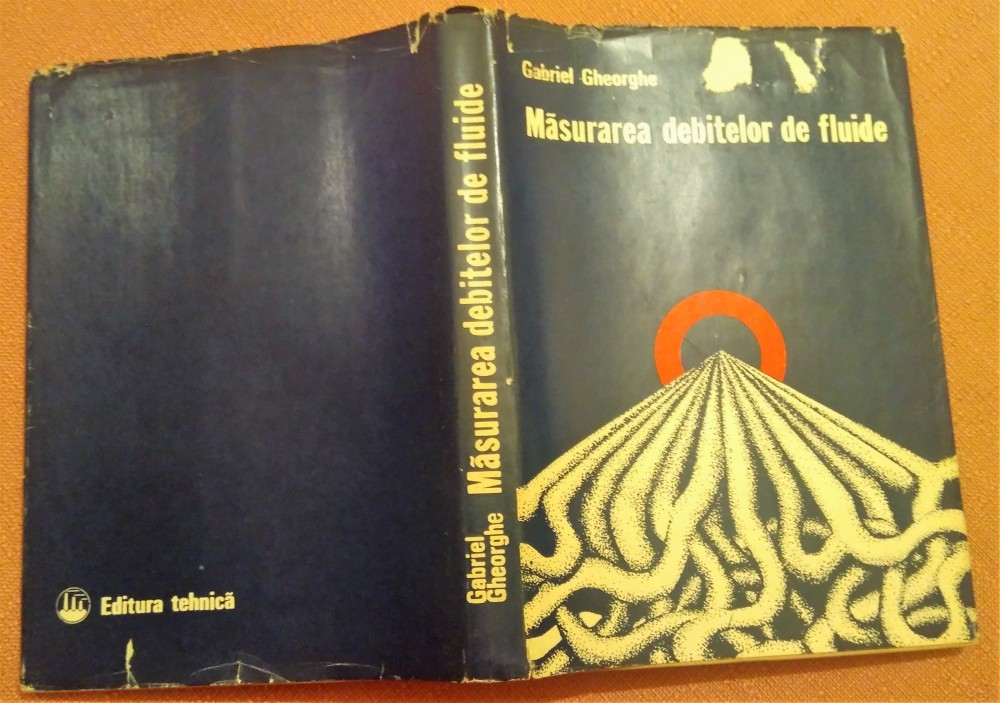 Gabriel Gheorghe
Măsurarea debitelor de fluide
Gabriel
Gheorghe
Măsurarea debitelor de fluide
Editura tehnică